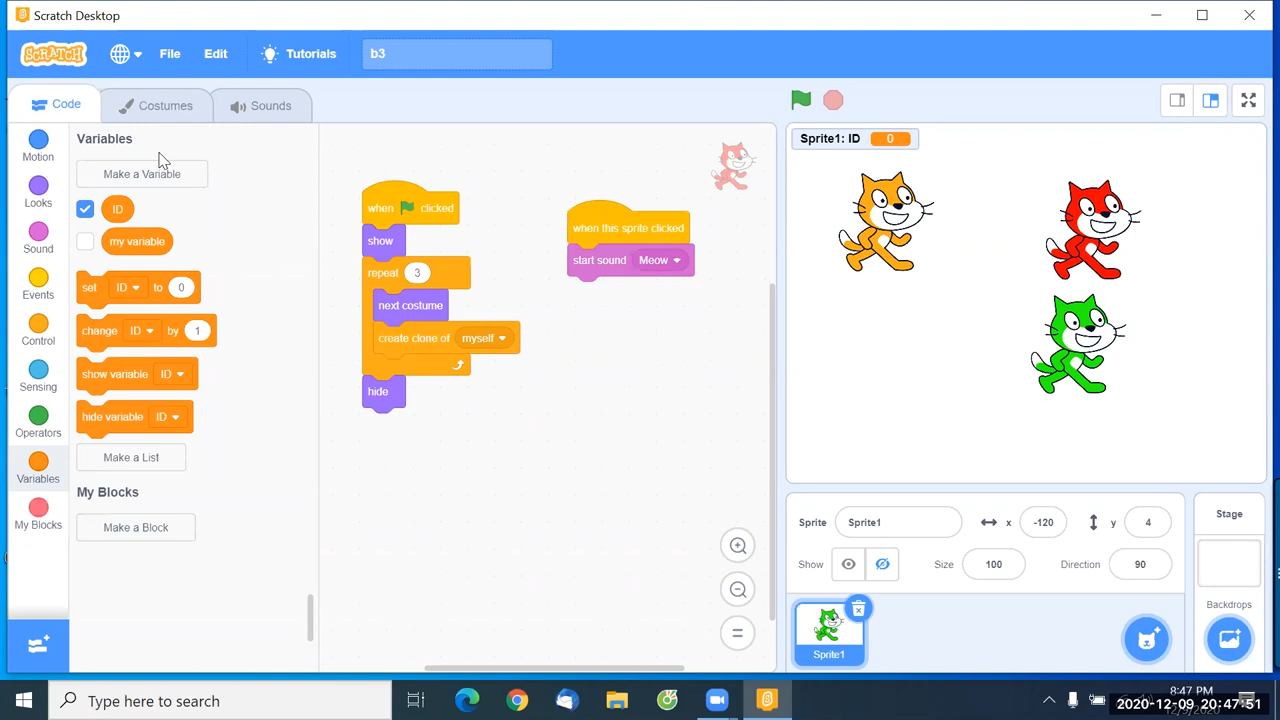 Scratch Desktop
SCRATCH
File
Edit
Tutorials
b3
Code
Costumes
Sounds
Motion
Looks
Sound
Events
Control
Sensing
Operators
Variables
My Blocks
Variables
Make a Variable
ID
my variable
set ID to 0
change ID by 1
show variable ID
hide variable ID
Make a List
My Blocks
Make a Block
when clicked
show
repeat 3
next costume
create clone of myself
hide
when this sprite clicked
start sound Meow
Sprite1: ID 0
Sprite Sprite1 x -120 y 4
Show Size 100 Direction 90
Sprite1
Stage
Backdrops
Type here to search
8:47 PM
2020-12-09 20:47:51